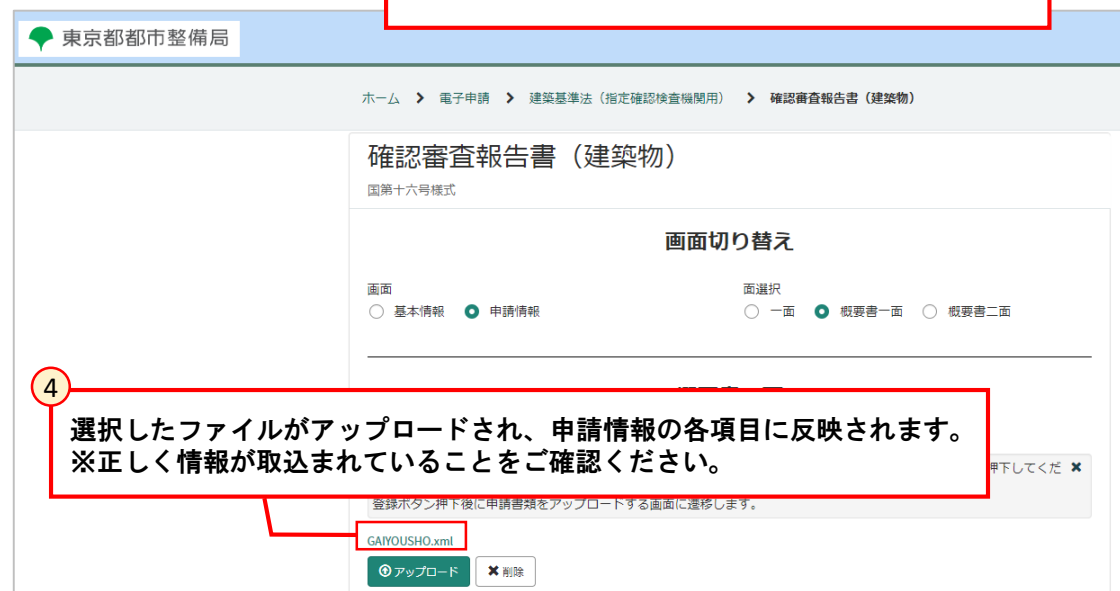 東京都都市整備局
ホーム > 電子申請 > 建築基準法（指定確認検査機関用） > 確認審査報告書（建築物）
確認審査報告書（建築物）
国第十六号様式
画面切り替え
画面
基本情報 申請情報
面選択
一面 概要書一面 概要書二面
4
選択したファイルがアップロードされ、申請情報の各項目に反映されます。
※正しく情報が取込まれていることをご確認ください。
押下してくだ ✖
登録ボタン押下後に申請書類をアップロードする画面に遷移します。
GAIYOUSHO.xml
アップロード ✖削除